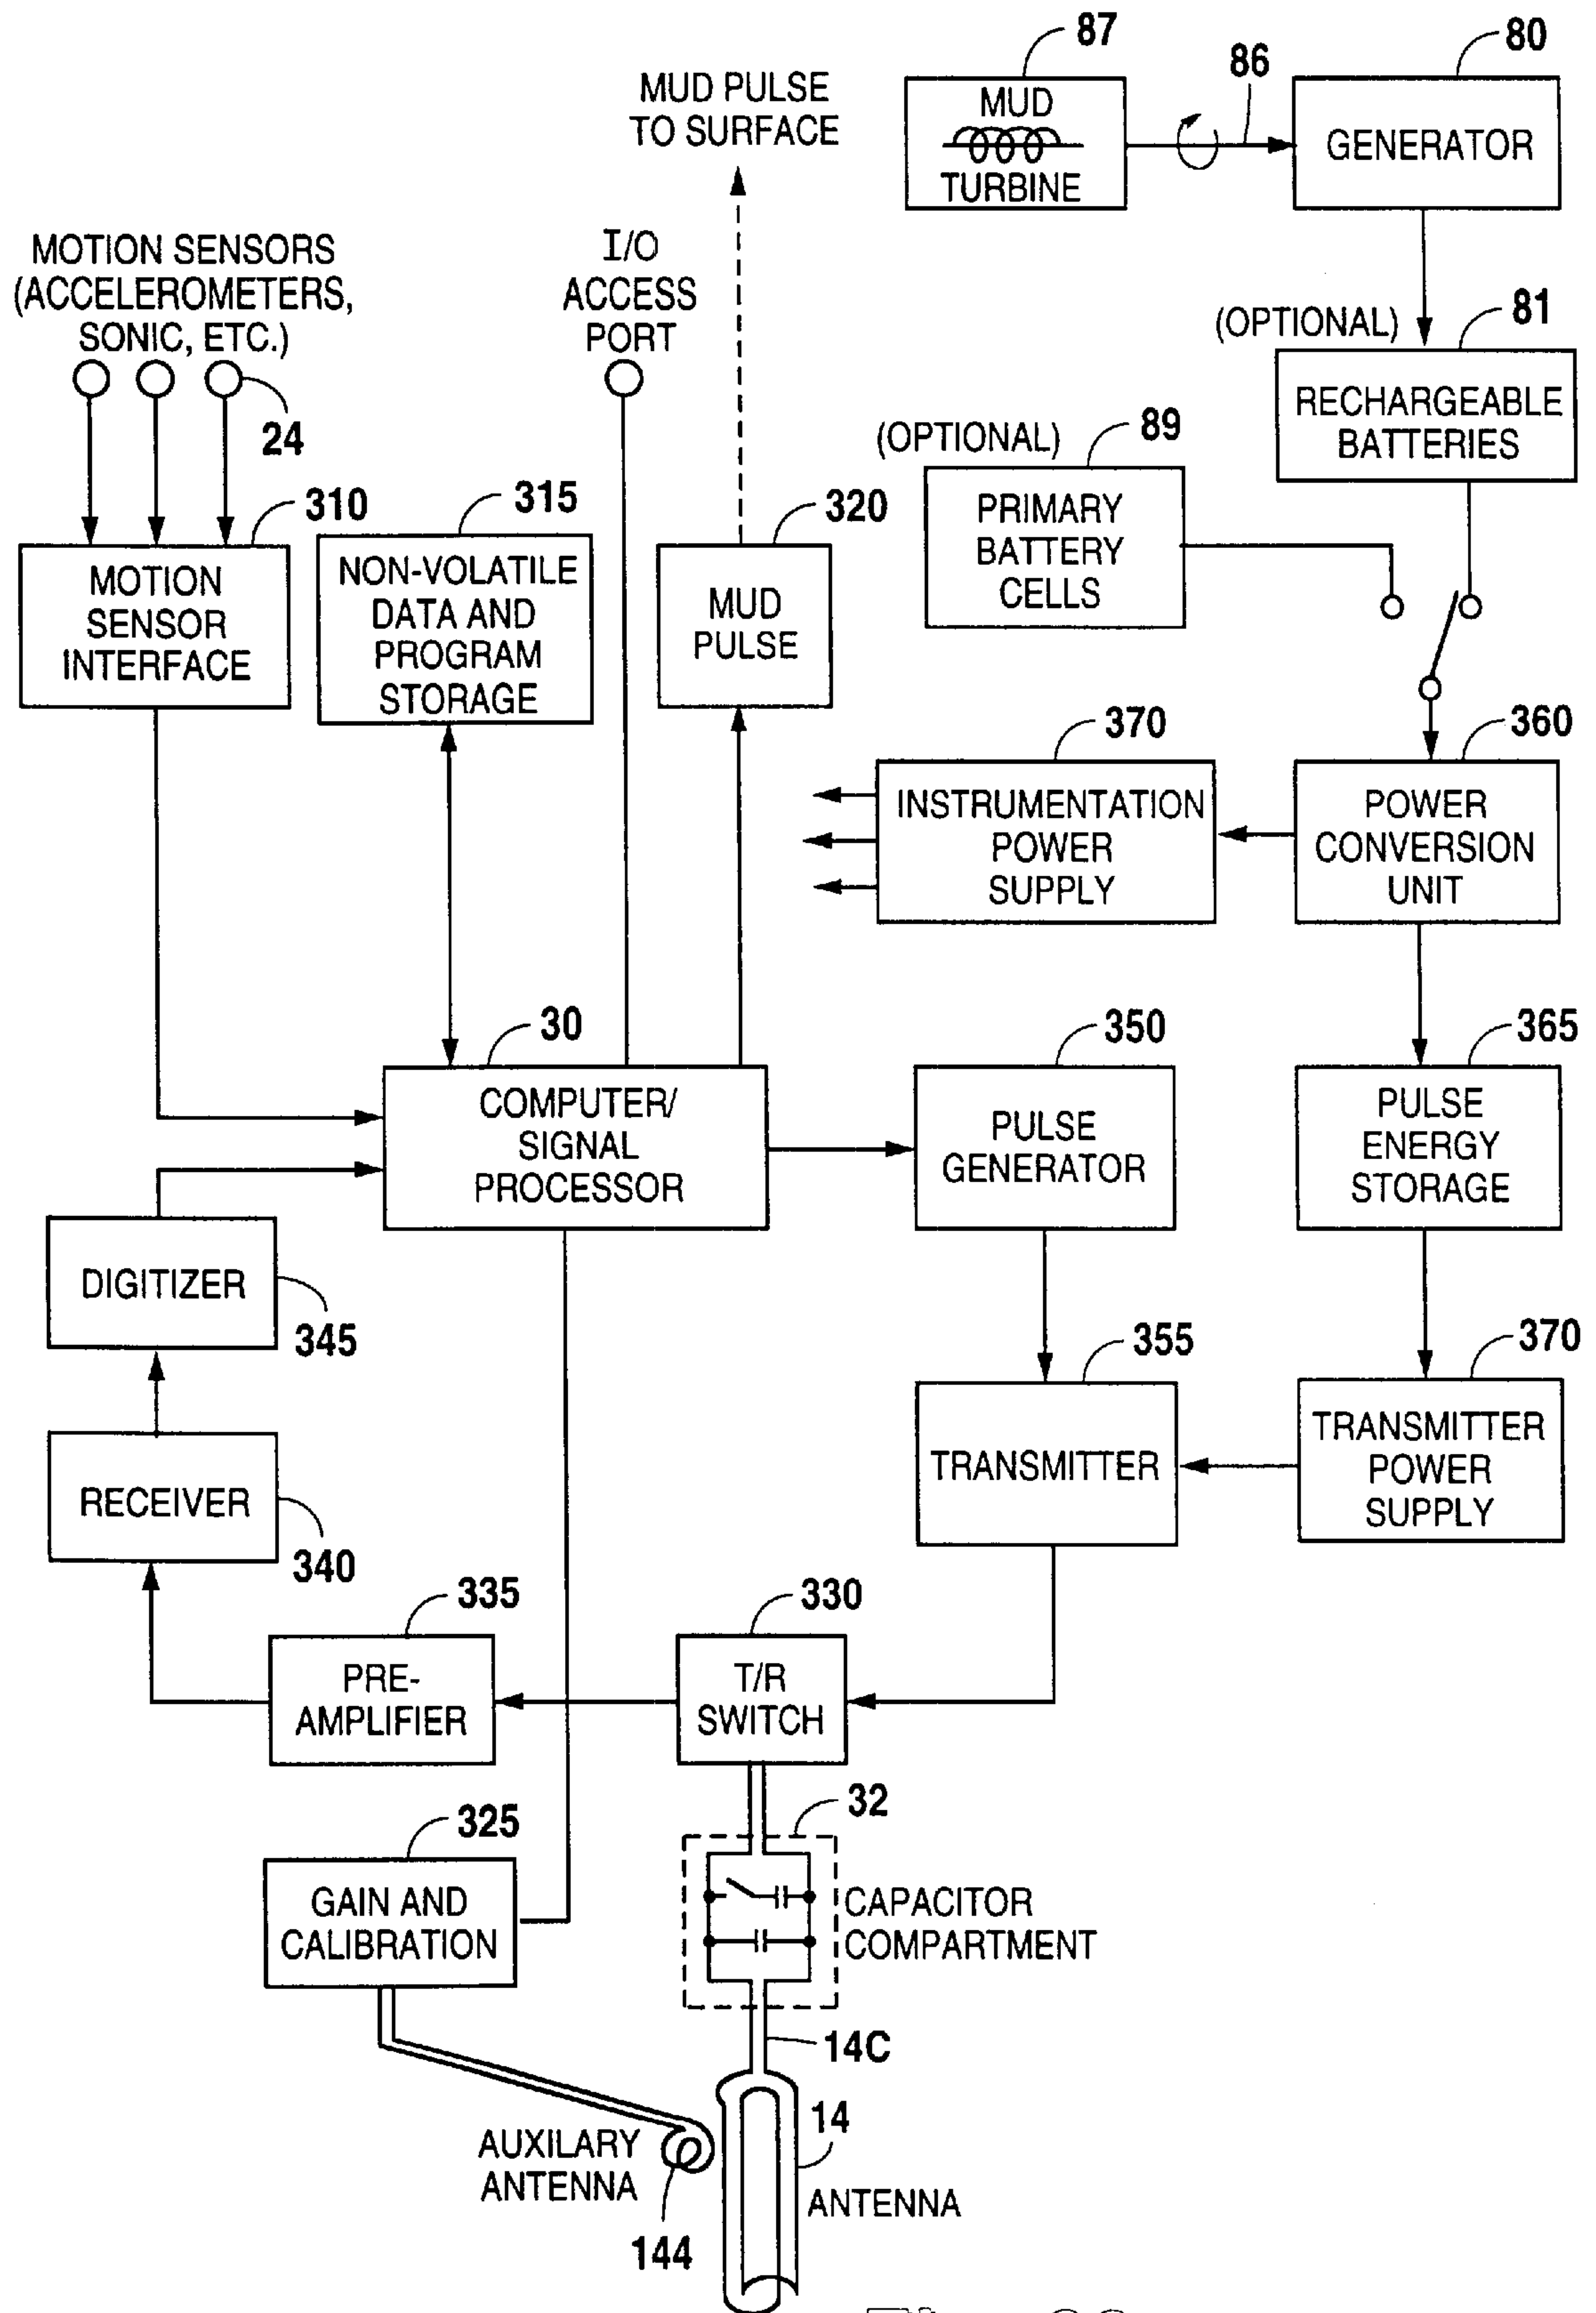 87
80
86
MUD
TURBINE
GENERATOR
MUD PULSE
TO SURFACE
MOTION SENSORS
(ACCELEROMETERS,
SONIC, ETC.)
24
I/O
ACCESS
PORT
(OPTIONAL)
81
RECHARGEABLE
BATTERIES
(OPTIONAL)
89
PRIMARY
BATTERY
CELLS
310
MOTION
SENSOR
INTERFACE
315
NON-VOLATILE
DATA AND
PROGRAM
STORAGE
320
MUD
PULSE
370
INSTRUMENTATION
POWER
SUPPLY
360
POWER
CONVERSION
UNIT
30
COMPUTER/
SIGNAL
PROCESSOR
350
PULSE
GENERATOR
365
PULSE
ENERGY
STORAGE
DIGITIZER
345
355
TRANSMITTER
370
TRANSMITTER
POWER
SUPPLY
RECEIVER
340
335
PRE-
AMPLIFIER
330
T/R
SWITCH
32
CAPACITOR
COMPARTMENT
325
GAIN AND
CALIBRATION
14C
14
AUXILARY
ANTENNA
144
ANTENNA